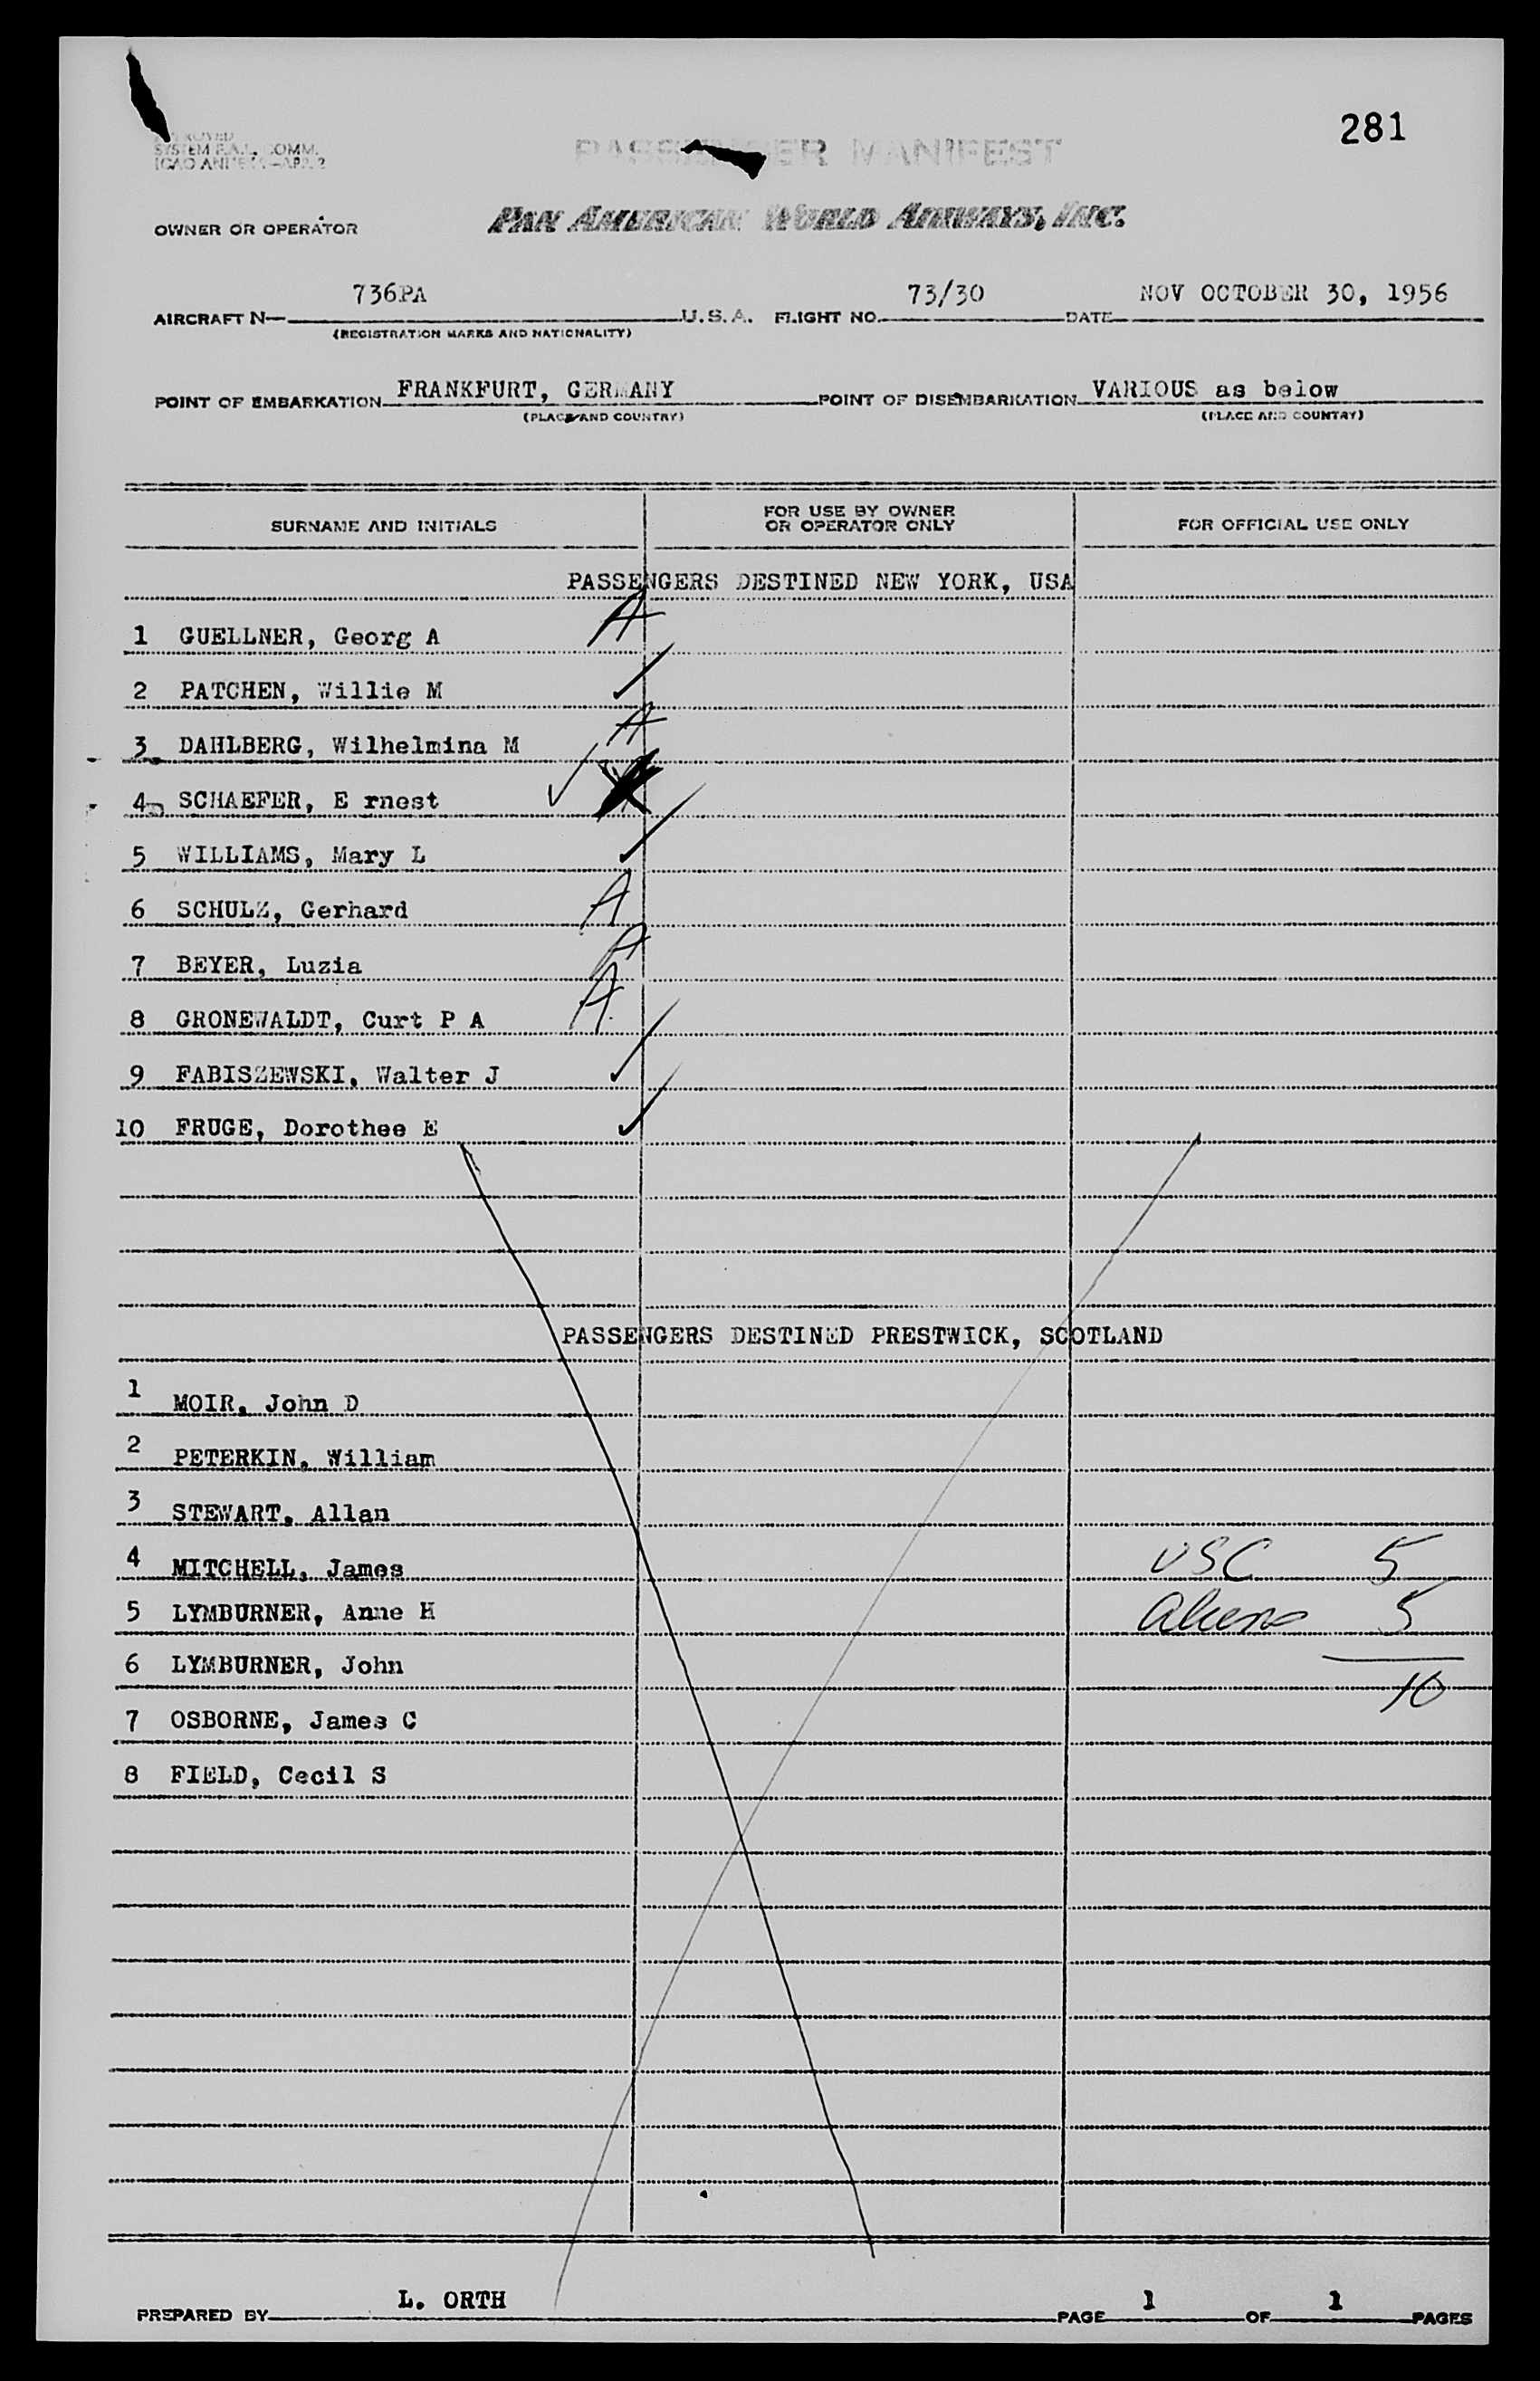 281
SYSTEM F.A.L. COMM.
PASSENGER MANIFEST
OWNER OR OPERATOR PAN AMERICAN WORLD AIRWAYS, INC.
736PA 73/30 NOV OCTOBER 30, 1956
AIRCRAFT N— U.S.A. FLIGHT NO. DATE
(REGISTRATION MARKS AND NATIONALITY)
POINT OF EMBARKATION FRANKFURT, GERMANY POINT OF DISEMBARKATION VARIOUS as below
(PLACE AND COUNTRY) (PLACE AND COUNTRY)
SURNAME AND INITIALS FOR USE BY OWNER OR OPERATOR ONLY FOR OFFICIAL USE ONLY
PASSENGERS DESTINED NEW YORK, USA
1 GUELLNER, Georg A A
2 PATCHEN, Willie M ✓
3 DAHLBERG, Wilhelmina M A
4 SCHAEFER, E rnest ✓
5 WILLIAMS, Mary L ✓
6 SCHULZ, Gerhard A
7 BEYER, Luzia A
8 GRONEWALDT, Curt P A A
9 FABISZEWSKI, Walter J ✓
10 FRUGE, Dorothee E ✓
PASSENGERS DESTINED PRESTWICK, SCOTLAND
1 MOIR, John D
2 PETERKIN, William
3 STEWART, Allan
4 MITCHELL, James USC 5
5 LYMBURNER, Anne H Aliens 5
6 LYMBURNER, John 10
7 OSBORNE, James C
8 FIELD, Cecil S
PREPARED BY L. ORTH PAGE 1 OF 1 PAGES